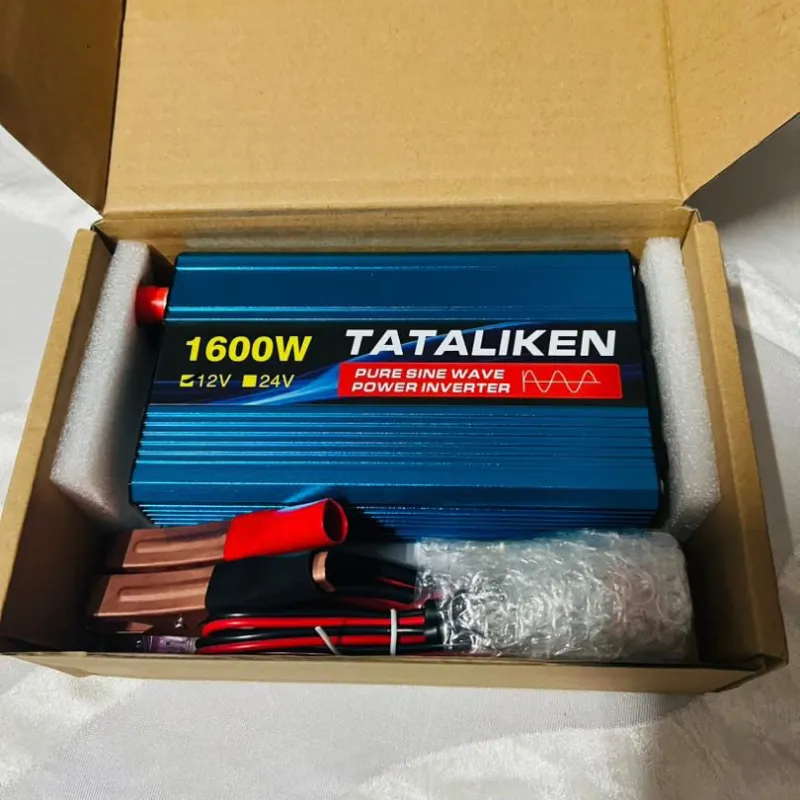 1600W
TATALIKEN
12V 24V
PURE SINE WAVE
POWER INVERTER